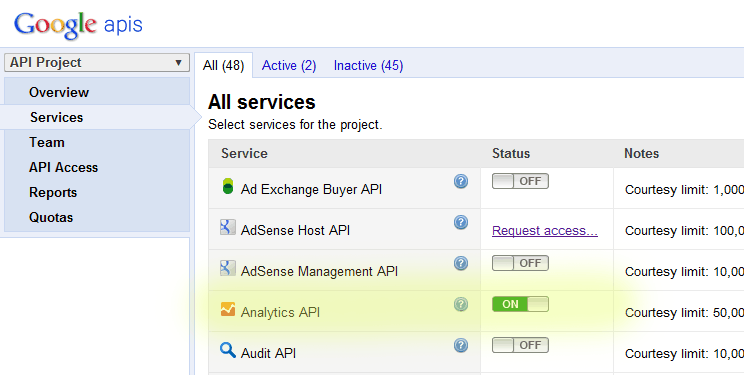 Google apis
API Project
All (48) Active (2) Inactive (45)
Overview
Services
Team
API Access
Reports
Quotas
All services
Select services for the project.
Service Status Notes
Ad Exchange Buyer API ? OFF Courtesy limit: 1,000
AdSense Host API ? Request access... Courtesy limit: 100,0
AdSense Management API ? OFF Courtesy limit: 10,00
Analytics API ? ON Courtesy limit: 50,00
Audit API ? OFF Courtesy limit: 10,00